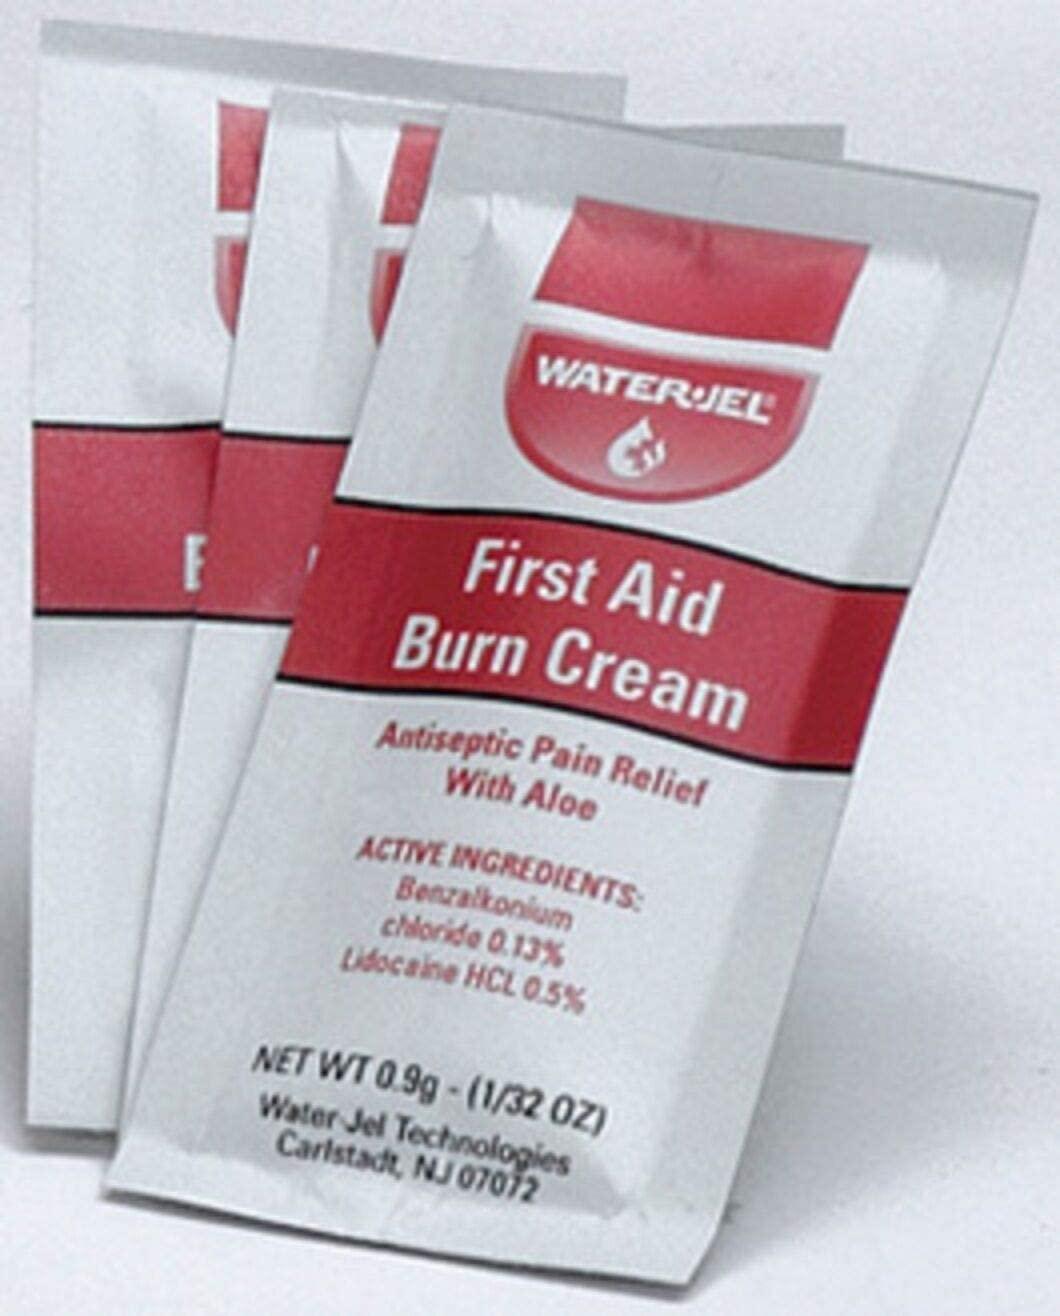 WATER·JEL®
First Aid
Burn Cream
Antiseptic Pain Relief
With Aloe
ACTIVE INGREDIENTS:
Benzalkonium
chloride 0.13%
Lidocaine HCL 0.5%
NET WT 0.9g - (1/32 OZ)
Water-Jel Technologies
Carlstadt, NJ 07072